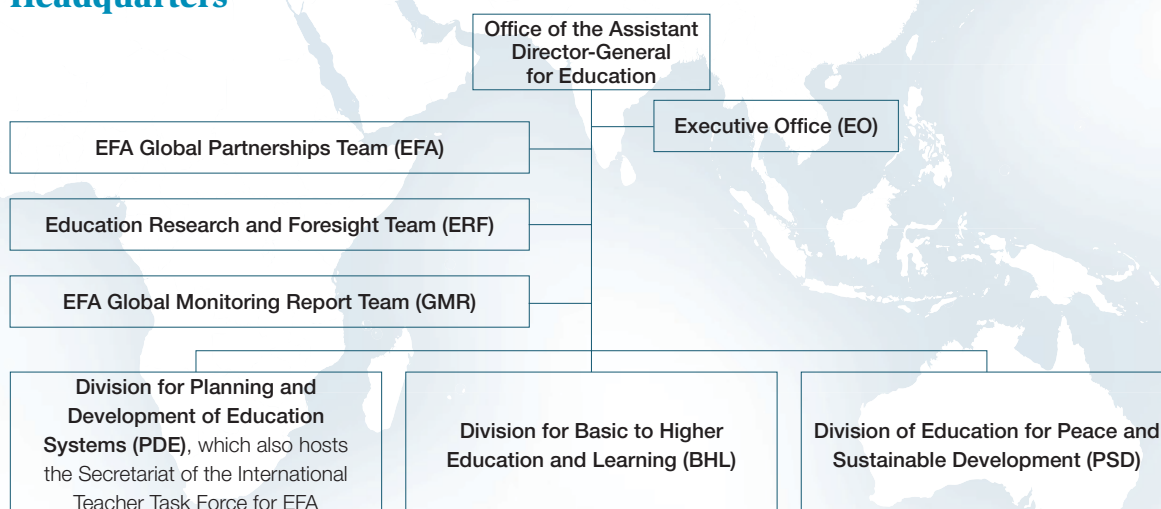 Headquarters
Office of the Assistant
Director-General
for Education
Executive Office (EO)
EFA Global Partnerships Team (EFA)
Education Research and Foresight Team (ERF)
EFA Global Monitoring Report Team (GMR)
Division for Planning and
Development of Education
Systems (PDE), which also hosts
the Secretariat of the International
Teacher Task Force for EFA
Division for Basic to Higher
Education and Learning (BHL)
Division of Education for Peace and
Sustainable Development (PSD)